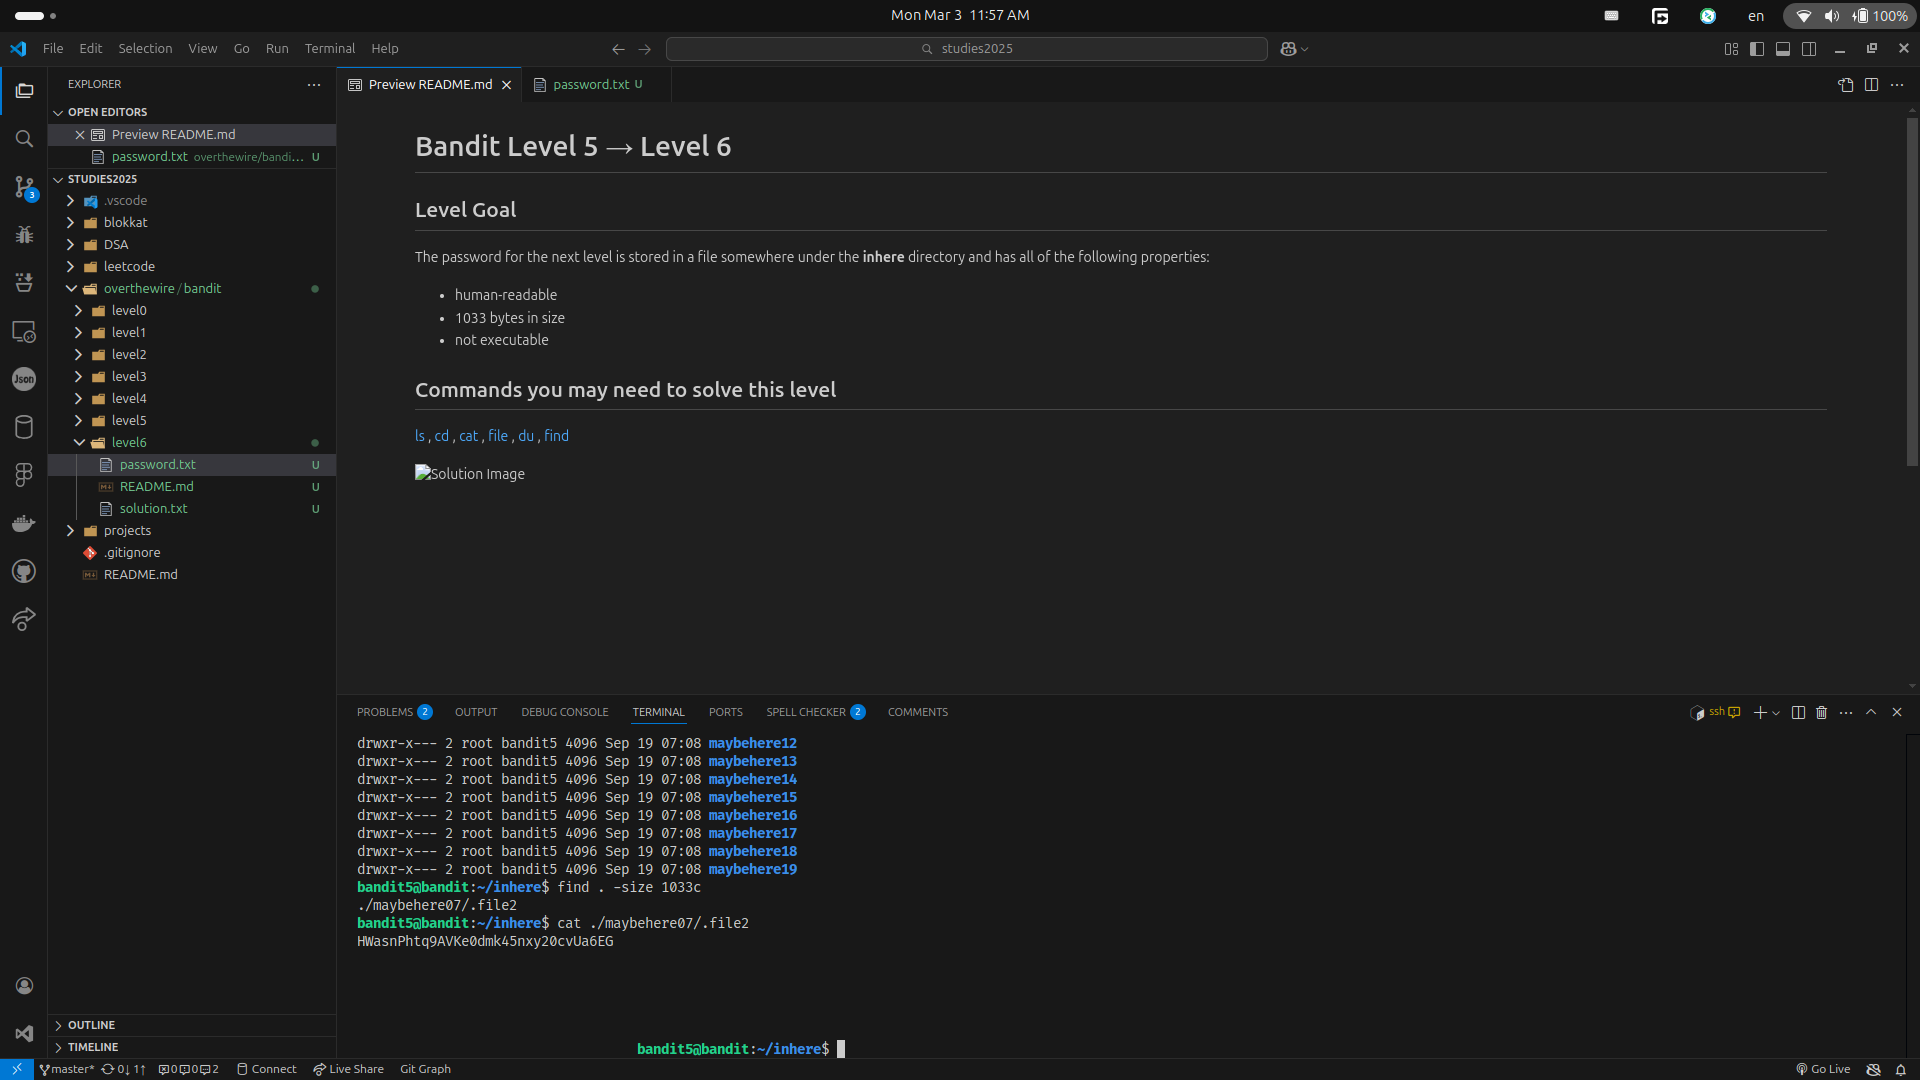 Mon Mar 3 11:57 AM
en
100%
File Edit Selection View Go Run Terminal Help
studies2025
EXPLORER
Preview README.md
password.txt U
OPEN EDITORS
Preview README.md
password.txt overthewire/bandi... U
STUDIES2025
.vscode
blokkat
DSA
leetcode
overthewire / bandit
level0
level1
level2
level3
level4
level5
level6
password.txt U
README.md U
solution.txt U
projects
.gitignore
README.md
OUTLINE
TIMELINE
3
Json
Bandit Level 5 → Level 6
Level Goal
The password for the next level is stored in a file somewhere under the inhere directory and has all of the following properties:
• human-readable
• 1033 bytes in size
• not executable
Commands you may need to solve this level
ls , cd , cat , file , du , find
Solution Image
PROBLEMS 2 OUTPUT DEBUG CONSOLE TERMINAL PORTS SPELL CHECKER 2 COMMENTS
ssh
drwxr-x--- 2 root bandit5 4096 Sep 19 07:08 maybehere12
drwxr-x--- 2 root bandit5 4096 Sep 19 07:08 maybehere13
drwxr-x--- 2 root bandit5 4096 Sep 19 07:08 maybehere14
drwxr-x--- 2 root bandit5 4096 Sep 19 07:08 maybehere15
drwxr-x--- 2 root bandit5 4096 Sep 19 07:08 maybehere16
drwxr-x--- 2 root bandit5 4096 Sep 19 07:08 maybehere17
drwxr-x--- 2 root bandit5 4096 Sep 19 07:08 maybehere18
drwxr-x--- 2 root bandit5 4096 Sep 19 07:08 maybehere19
bandit5@bandit:~/inhere$ find . -size 1033c
./maybehere07/.file2
bandit5@bandit:~/inhere$ cat ./maybehere07/.file2
HWasnPhtq9AVKe0dmk45nxy20cvUa6EG
bandit5@bandit:~/inhere$
master* 0↓ 1↑ 0 0 2 Connect Live Share Git Graph
Go Live